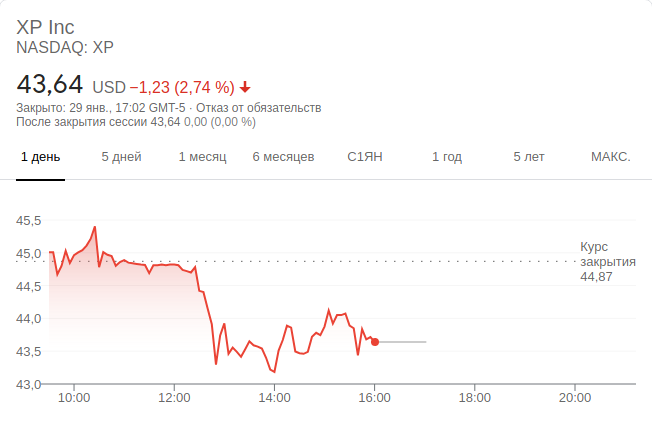 XP Inc
NASDAQ: XP
43,64 USD −1,23 (2,74 %)
Закрыто: 29 янв., 17:02 GMT-5 · Отказ от обязательств
После закрытия сессии 43,64 0,00 (0,00 %)
1 день 5 дней 1 месяц 6 месяцев С1ЯН 1 год 5 лет МАКС.
45,5
Курс
45,0
закрытия
44,87
44,5
44,0
43,5
43,0
10:00 12:00 14:00 16:00 18:00 20:00